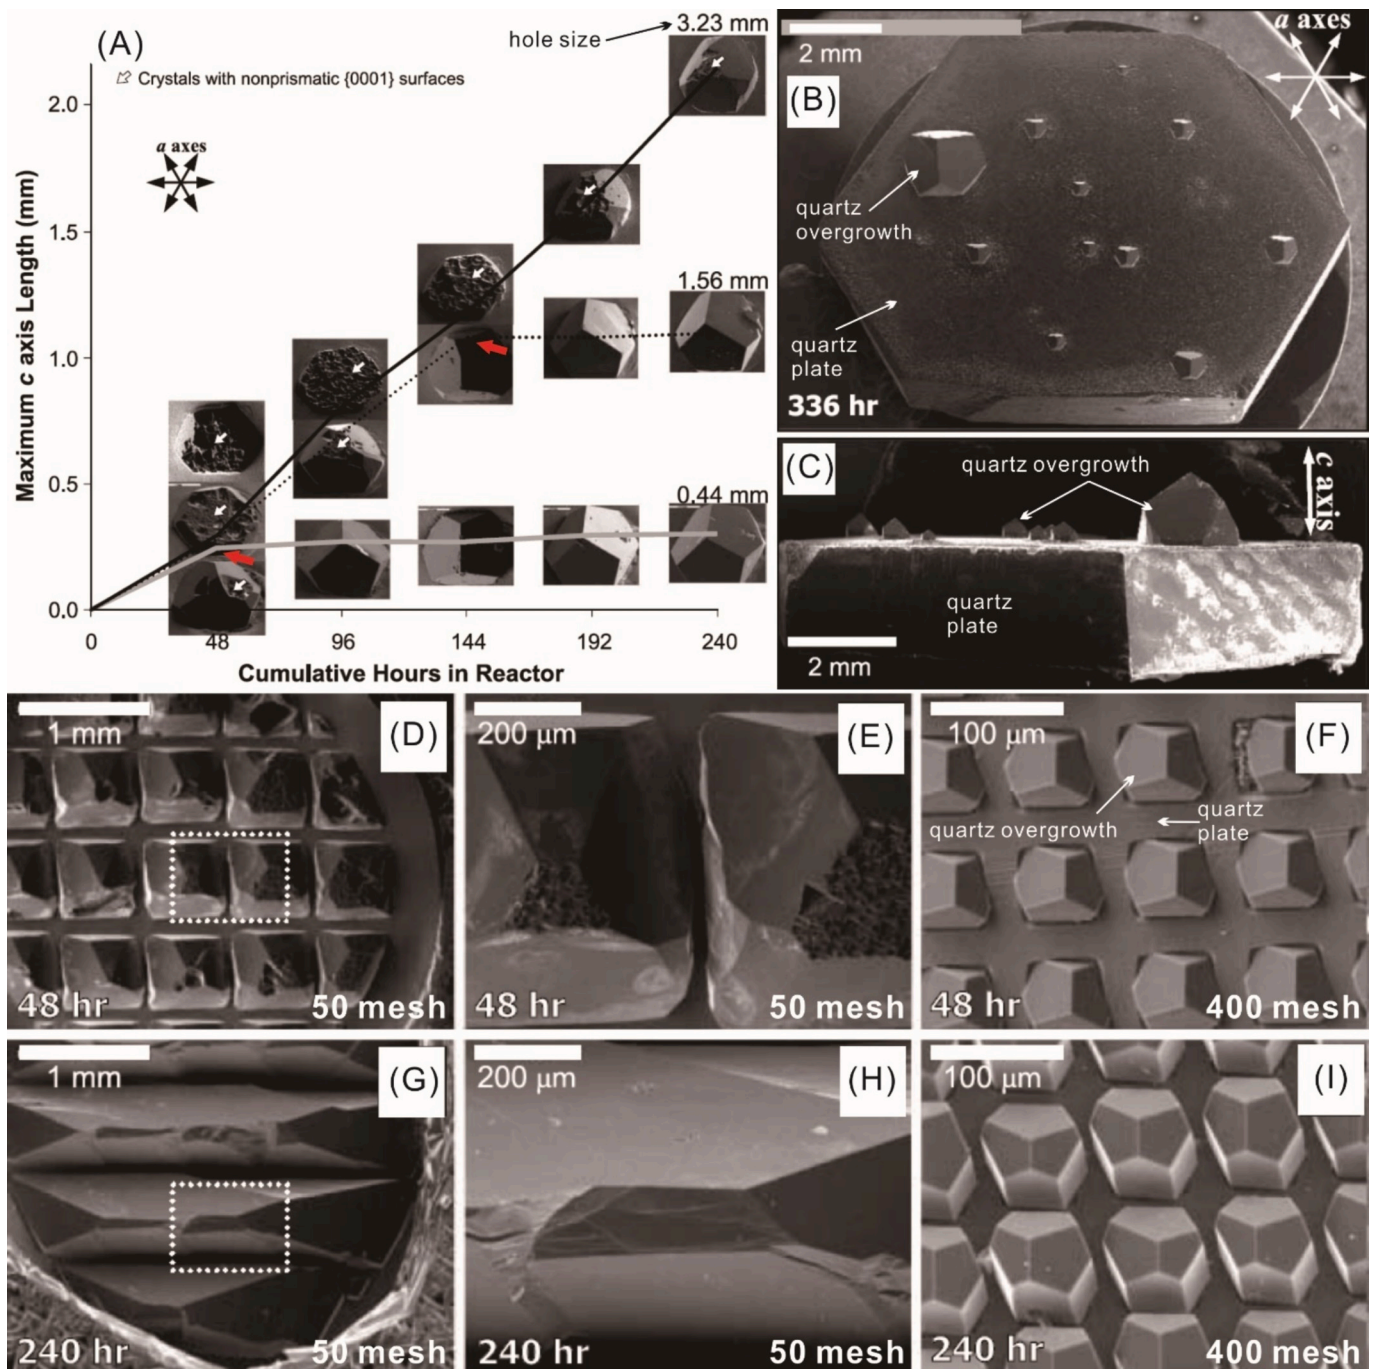 (A)
hole size
3.23 mm
Crystals with nonprismatic {0001} surfaces
a axes
1.56 mm
0.44 mm
Maximum c axis Length (mm)
2.0
1.5
1.0
0.5
0.0
0
48
96
144
192
240
Cumulative Hours in Reactor
2 mm
a axes
(B)
quartz
overgrowth
quartz
plate
336 hr
(C)
quartz overgrowth
c axis
quartz
plate
2 mm
1 mm
(D)
48 hr
50 mesh
200 μm
(E)
48 hr
50 mesh
100 μm
(F)
quartz overgrowth
quartz
plate
48 hr
400 mesh
1 mm
(G)
240 hr
50 mesh
200 μm
(H)
240 hr
50 mesh
100 μm
(I)
240 hr
400 mesh